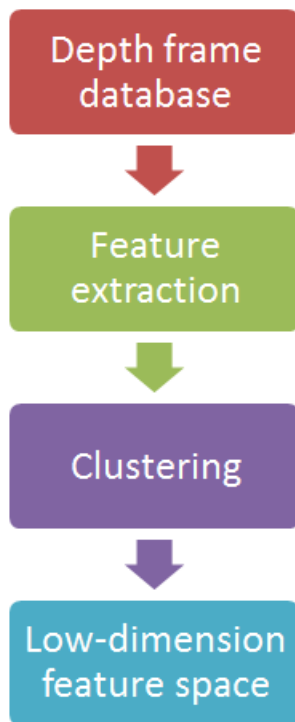 Depth frame
database
Feature
extraction
Clustering
Low-dimension
feature space